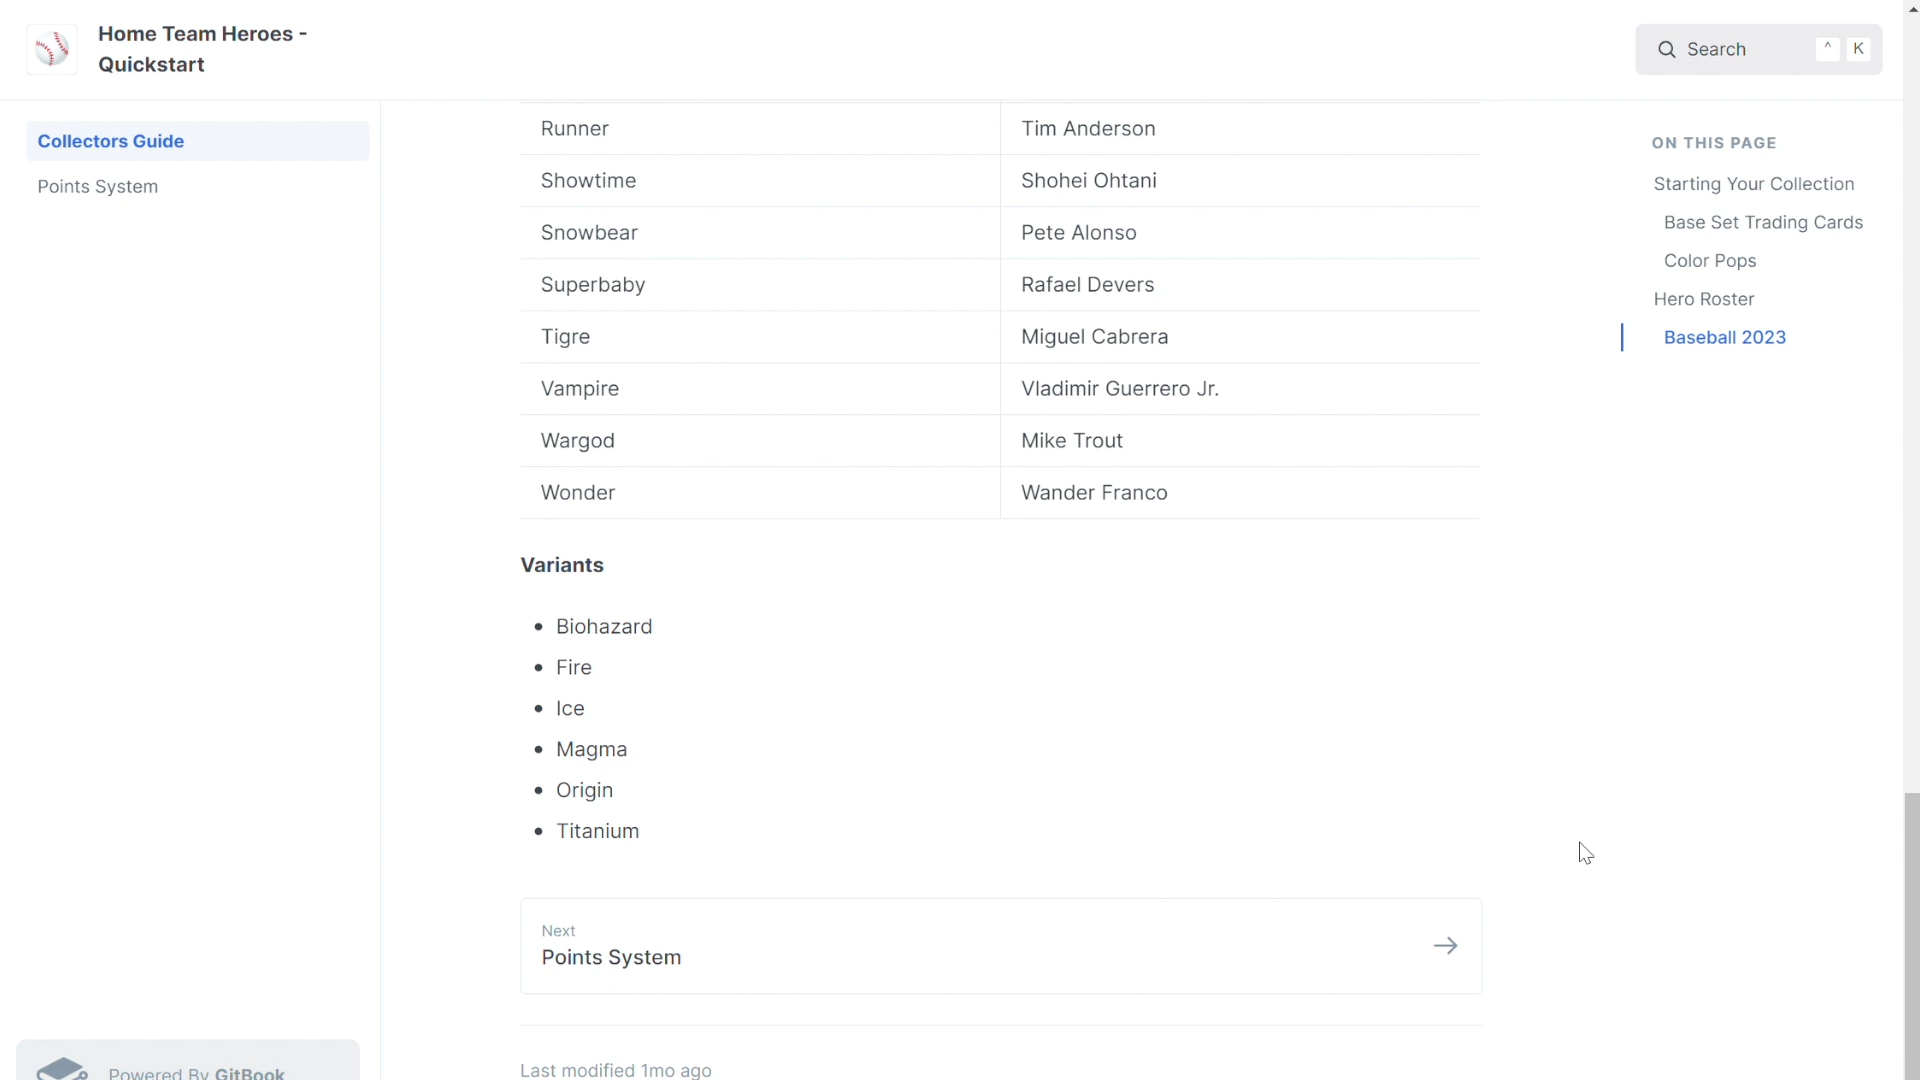 Home Team Heroes -
Quickstart
Search ^ K
Collectors Guide
Points System
Runner Tim Anderson
Showtime Shohei Ohtani
Snowbear Pete Alonso
Superbaby Rafael Devers
Tigre Miguel Cabrera
Vampire Vladimir Guerrero Jr.
Wargod Mike Trout
Wonder Wander Franco
Variants
• Biohazard
• Fire
• Ice
• Magma
• Origin
• Titanium
Next
Points System
Last modified 1mo ago
ON THIS PAGE
Starting Your Collection
Base Set Trading Cards
Color Pops
Hero Roster
Baseball 2023
Powered By GitBook